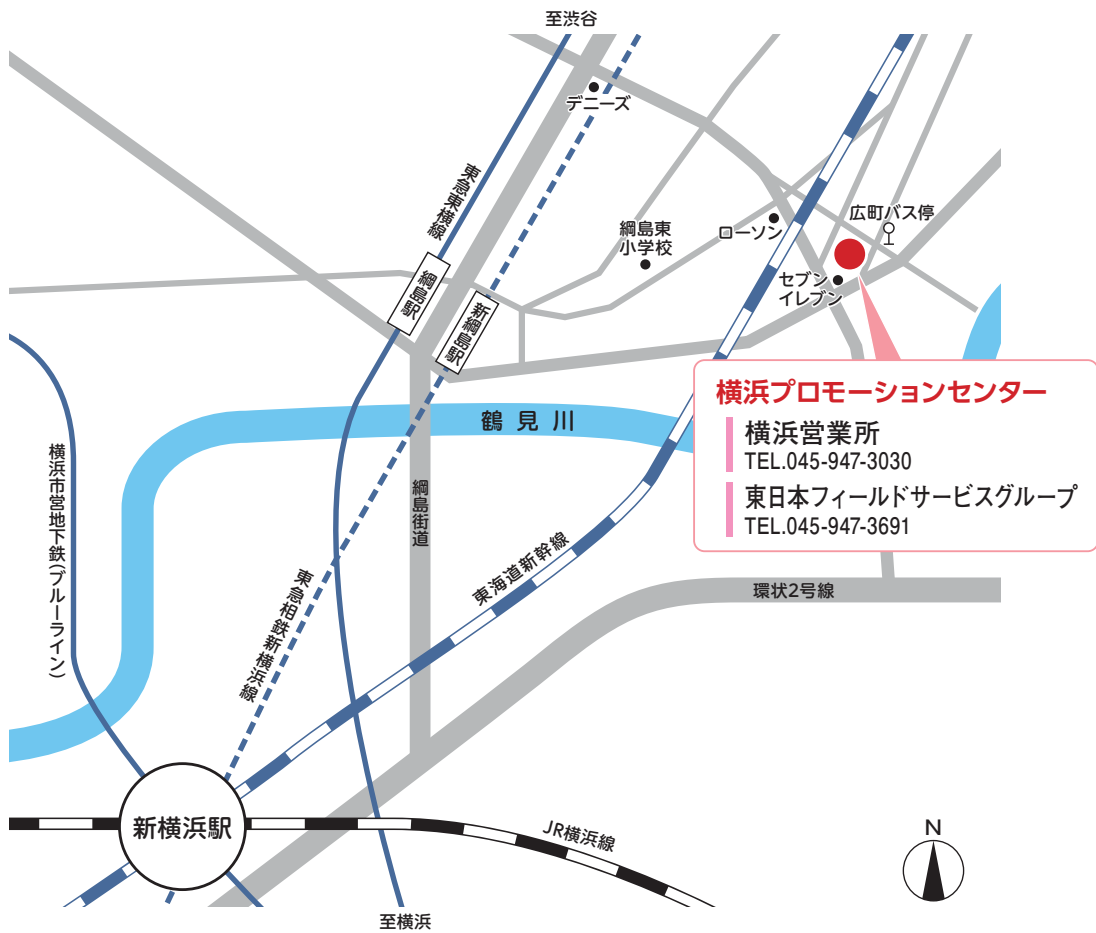 至渋谷
デニーズ
東急東横線
綱島東
小学校
ローソン
広町バス停
セブン
イレブン
綱島駅
新綱島駅
横浜プロモーションセンター
横浜営業所
TEL.045-947-3030
東日本フィールドサービスグループ
TEL.045-947-3691
鶴見川
横浜市営地下鉄(ブルーライン)
綱島街道
東海道新幹線
環状2号線
東急相鉄新横浜線
新横浜駅
JR横浜線
N
至横浜